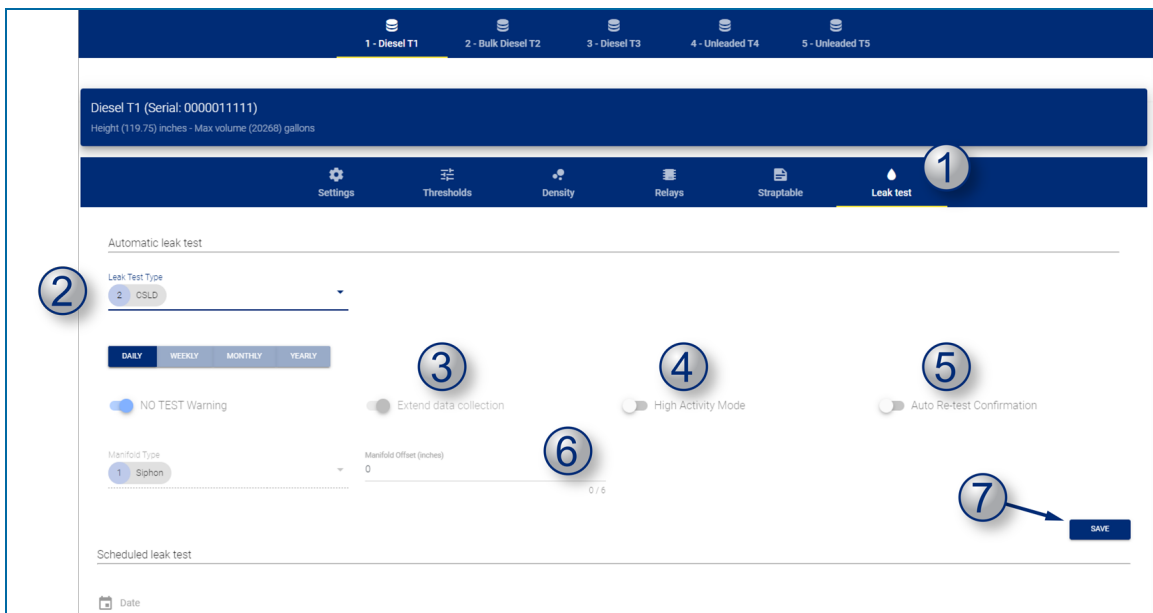 1 - Diesel T1 2 - Bulk Diesel T2 3 - Diesel T3 4 - Unleaded T4 5 - Unleaded T5
Diesel T1 (Serial: 0000011111)
Height (119.75) inches - Max volume (20268) gallons
1
Settings Thresholds Density Relays Straptable Leak test
Automatic leak test
2
Leak Test Type
2 CSLD
DAILY WEEKLY MONTHLY YEARLY
3 4 5
NO TEST Warning Extend data collection High Activity Mode Auto Re-test Confirmation
6
Manifold Type Manifold Offset (inches)
1 Siphon 0
0 / 6
7
SAVE
Scheduled leak test
Date